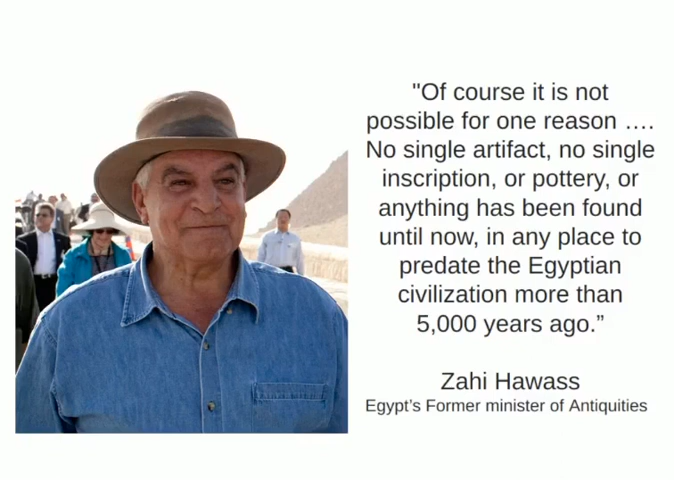 "Of course it is not
possible for one reason ….
No single artifact, no single
inscription, or pottery, or
anything has been found
until now, in any place to
predate the Egyptian
civilization more than
5,000 years ago.”
Zahi Hawass
Egypt's Former minister of Antiquities